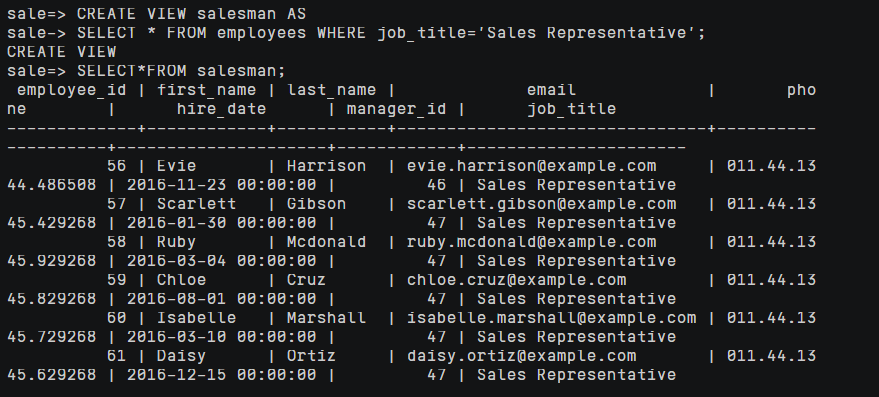 sale=> CREATE VIEW salesman AS
sale-> SELECT * FROM employees WHERE job_title='Sales Representative';
CREATE VIEW
sale=> SELECT*FROM salesman;
 employee_id | first_name | last_name |             email             |       pho
ne         |      hire_date      | manager_id |      job_title
-------------+------------+-----------+-------------------------------+----------
----------+---------------------+------------+----------------------
          56 | Evie       | Harrison  | evie.harrison@example.com     | 011.44.13
44.486508 | 2016-11-23 00:00:00 |         46 | Sales Representative
          57 | Scarlett   | Gibson    | scarlett.gibson@example.com   | 011.44.13
45.429268 | 2016-01-30 00:00:00 |         47 | Sales Representative
          58 | Ruby       | Mcdonald  | ruby.mcdonald@example.com     | 011.44.13
45.929268 | 2016-03-04 00:00:00 |         47 | Sales Representative
          59 | Chloe      | Cruz      | chloe.cruz@example.com        | 011.44.13
45.829268 | 2016-08-01 00:00:00 |         47 | Sales Representative
          60 | Isabelle   | Marshall  | isabelle.marshall@example.com | 011.44.13
45.729268 | 2016-03-10 00:00:00 |         47 | Sales Representative
          61 | Daisy      | Ortiz     | daisy.ortiz@example.com       | 011.44.13
45.629268 | 2016-12-15 00:00:00 |         47 | Sales Representative